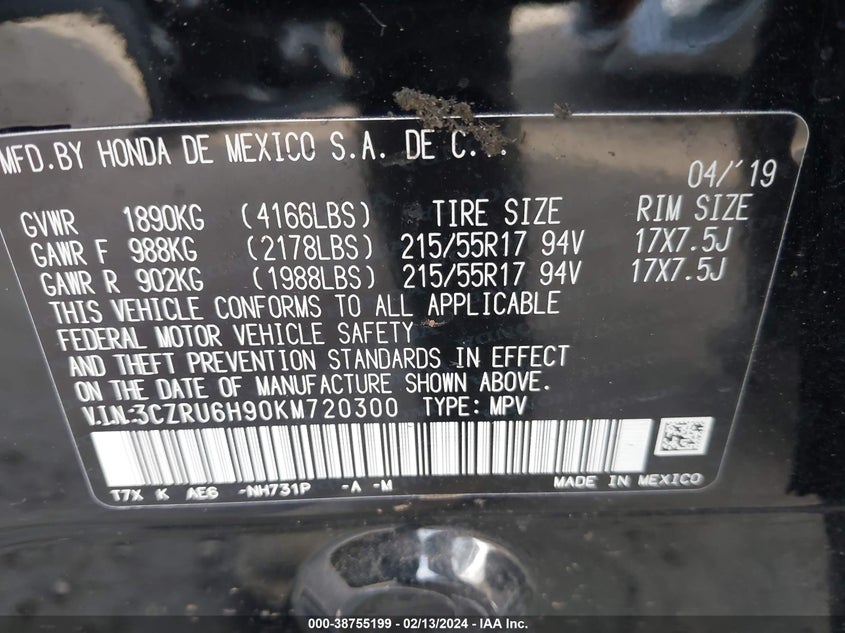 MFD.BY HONDA DE MEXICO S.A. DE C.
04/'19
GVWR 1890KG (4166LBS) TIRE SIZE RIM SIZE
GAWR F 988KG (2178LBS) 215/55R17 94V 17X7.5J
GAWR R 902KG (1988LBS) 215/55R17 94V 17X7.5J
THIS VEHICLE CONFORMS TO ALL APPLICABLE
FEDERAL MOTOR VEHICLE SAFETY
AND THEFT PREVENTION STANDARDS IN EFFECT
ON THE DATE OF MANUFACTURE SHOWN ABOVE.
V.I.N:3CZRU6H90KM720300 TYPE: MPV
T7X K AE6 -NH731P -A -M MADE IN MEXICO
000-38755199 - 02/13/2024 - IAA Inc.